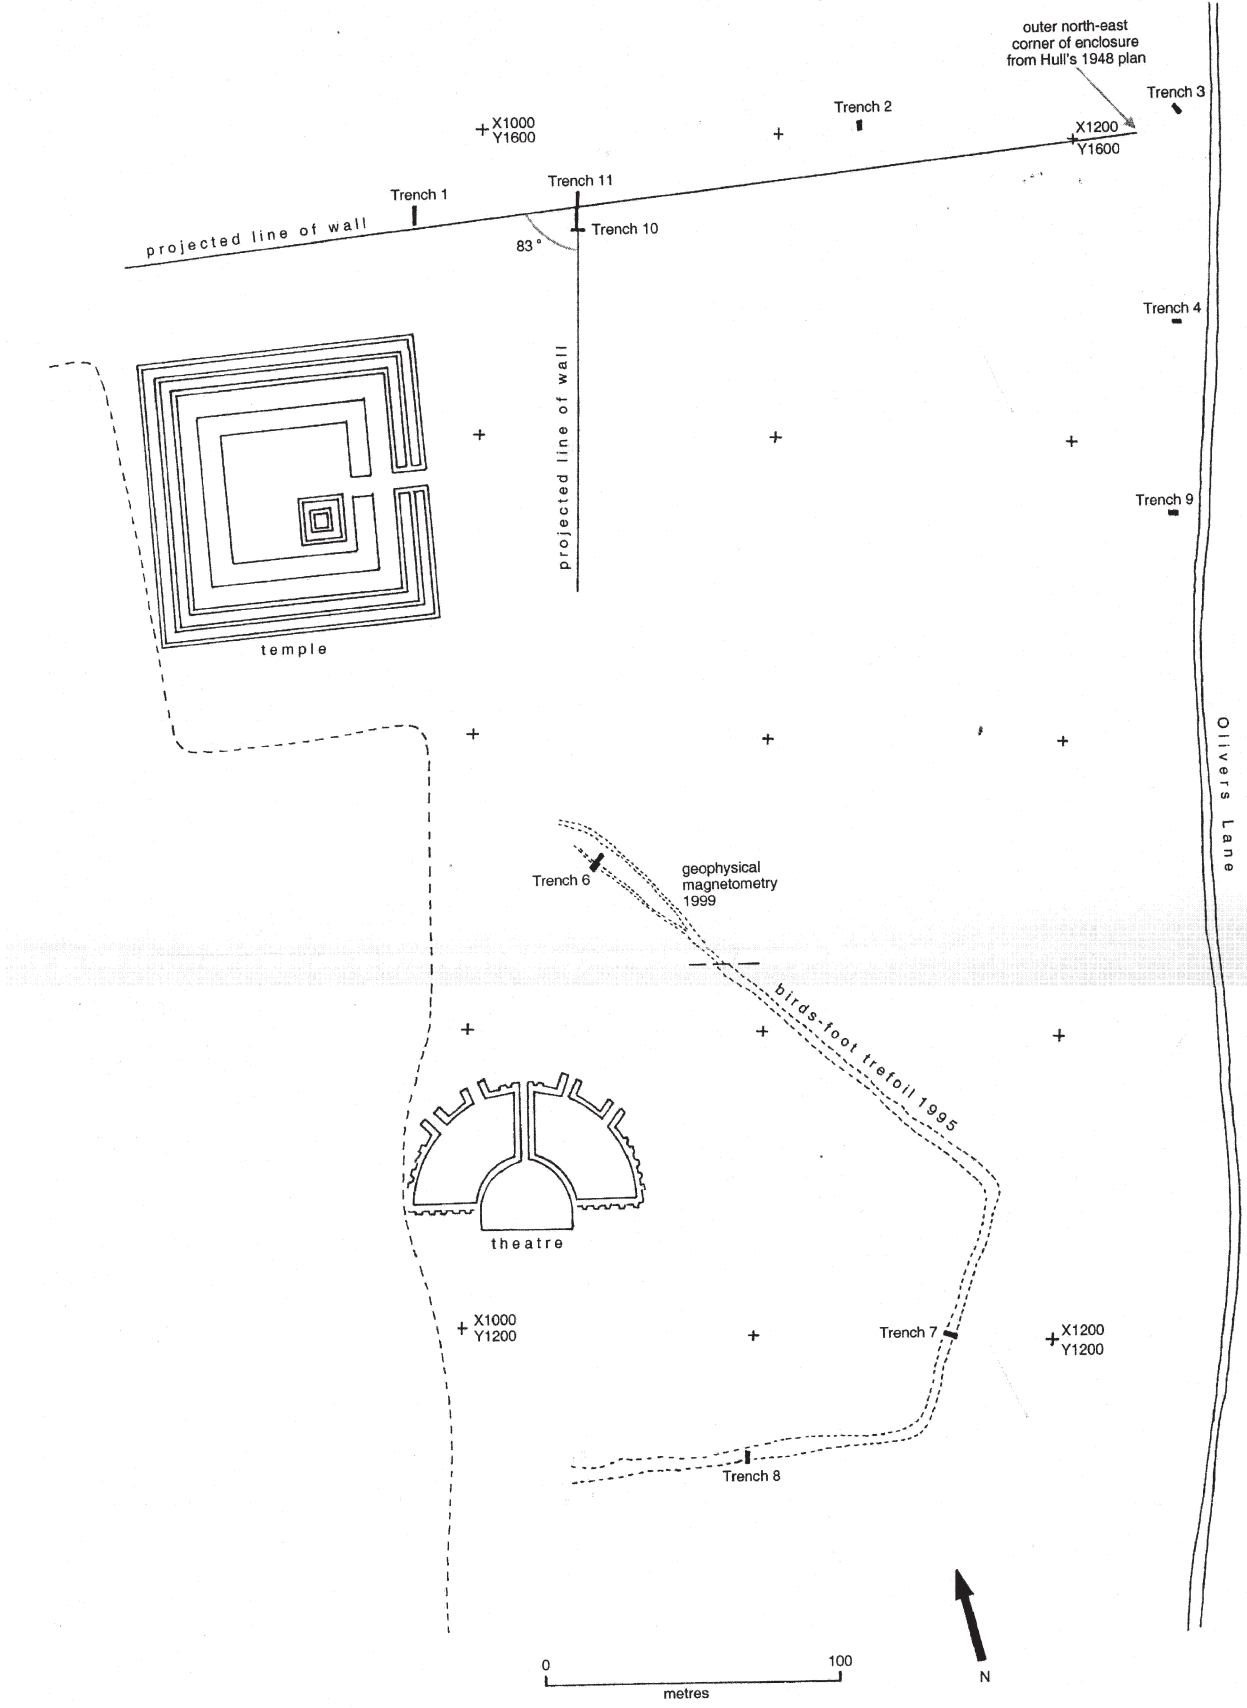 outer north-east
corner of enclosure
from Hull's 1948 plan
Trench 3
Trench 2
X1000
Y1600
X1200
Y1600
Trench 11
Trench 1
projected line of wall
Trench 10
83°
Trench 4
projected line of wall
Trench 9
temple
Olivers Lane
geophysical
magnetometry
1999
Trench 6
birds-foot trefoil 1995
theatre
X1000
Y1200
Trench 7
X1200
Y1200
Trench 8
N
0
100
metres